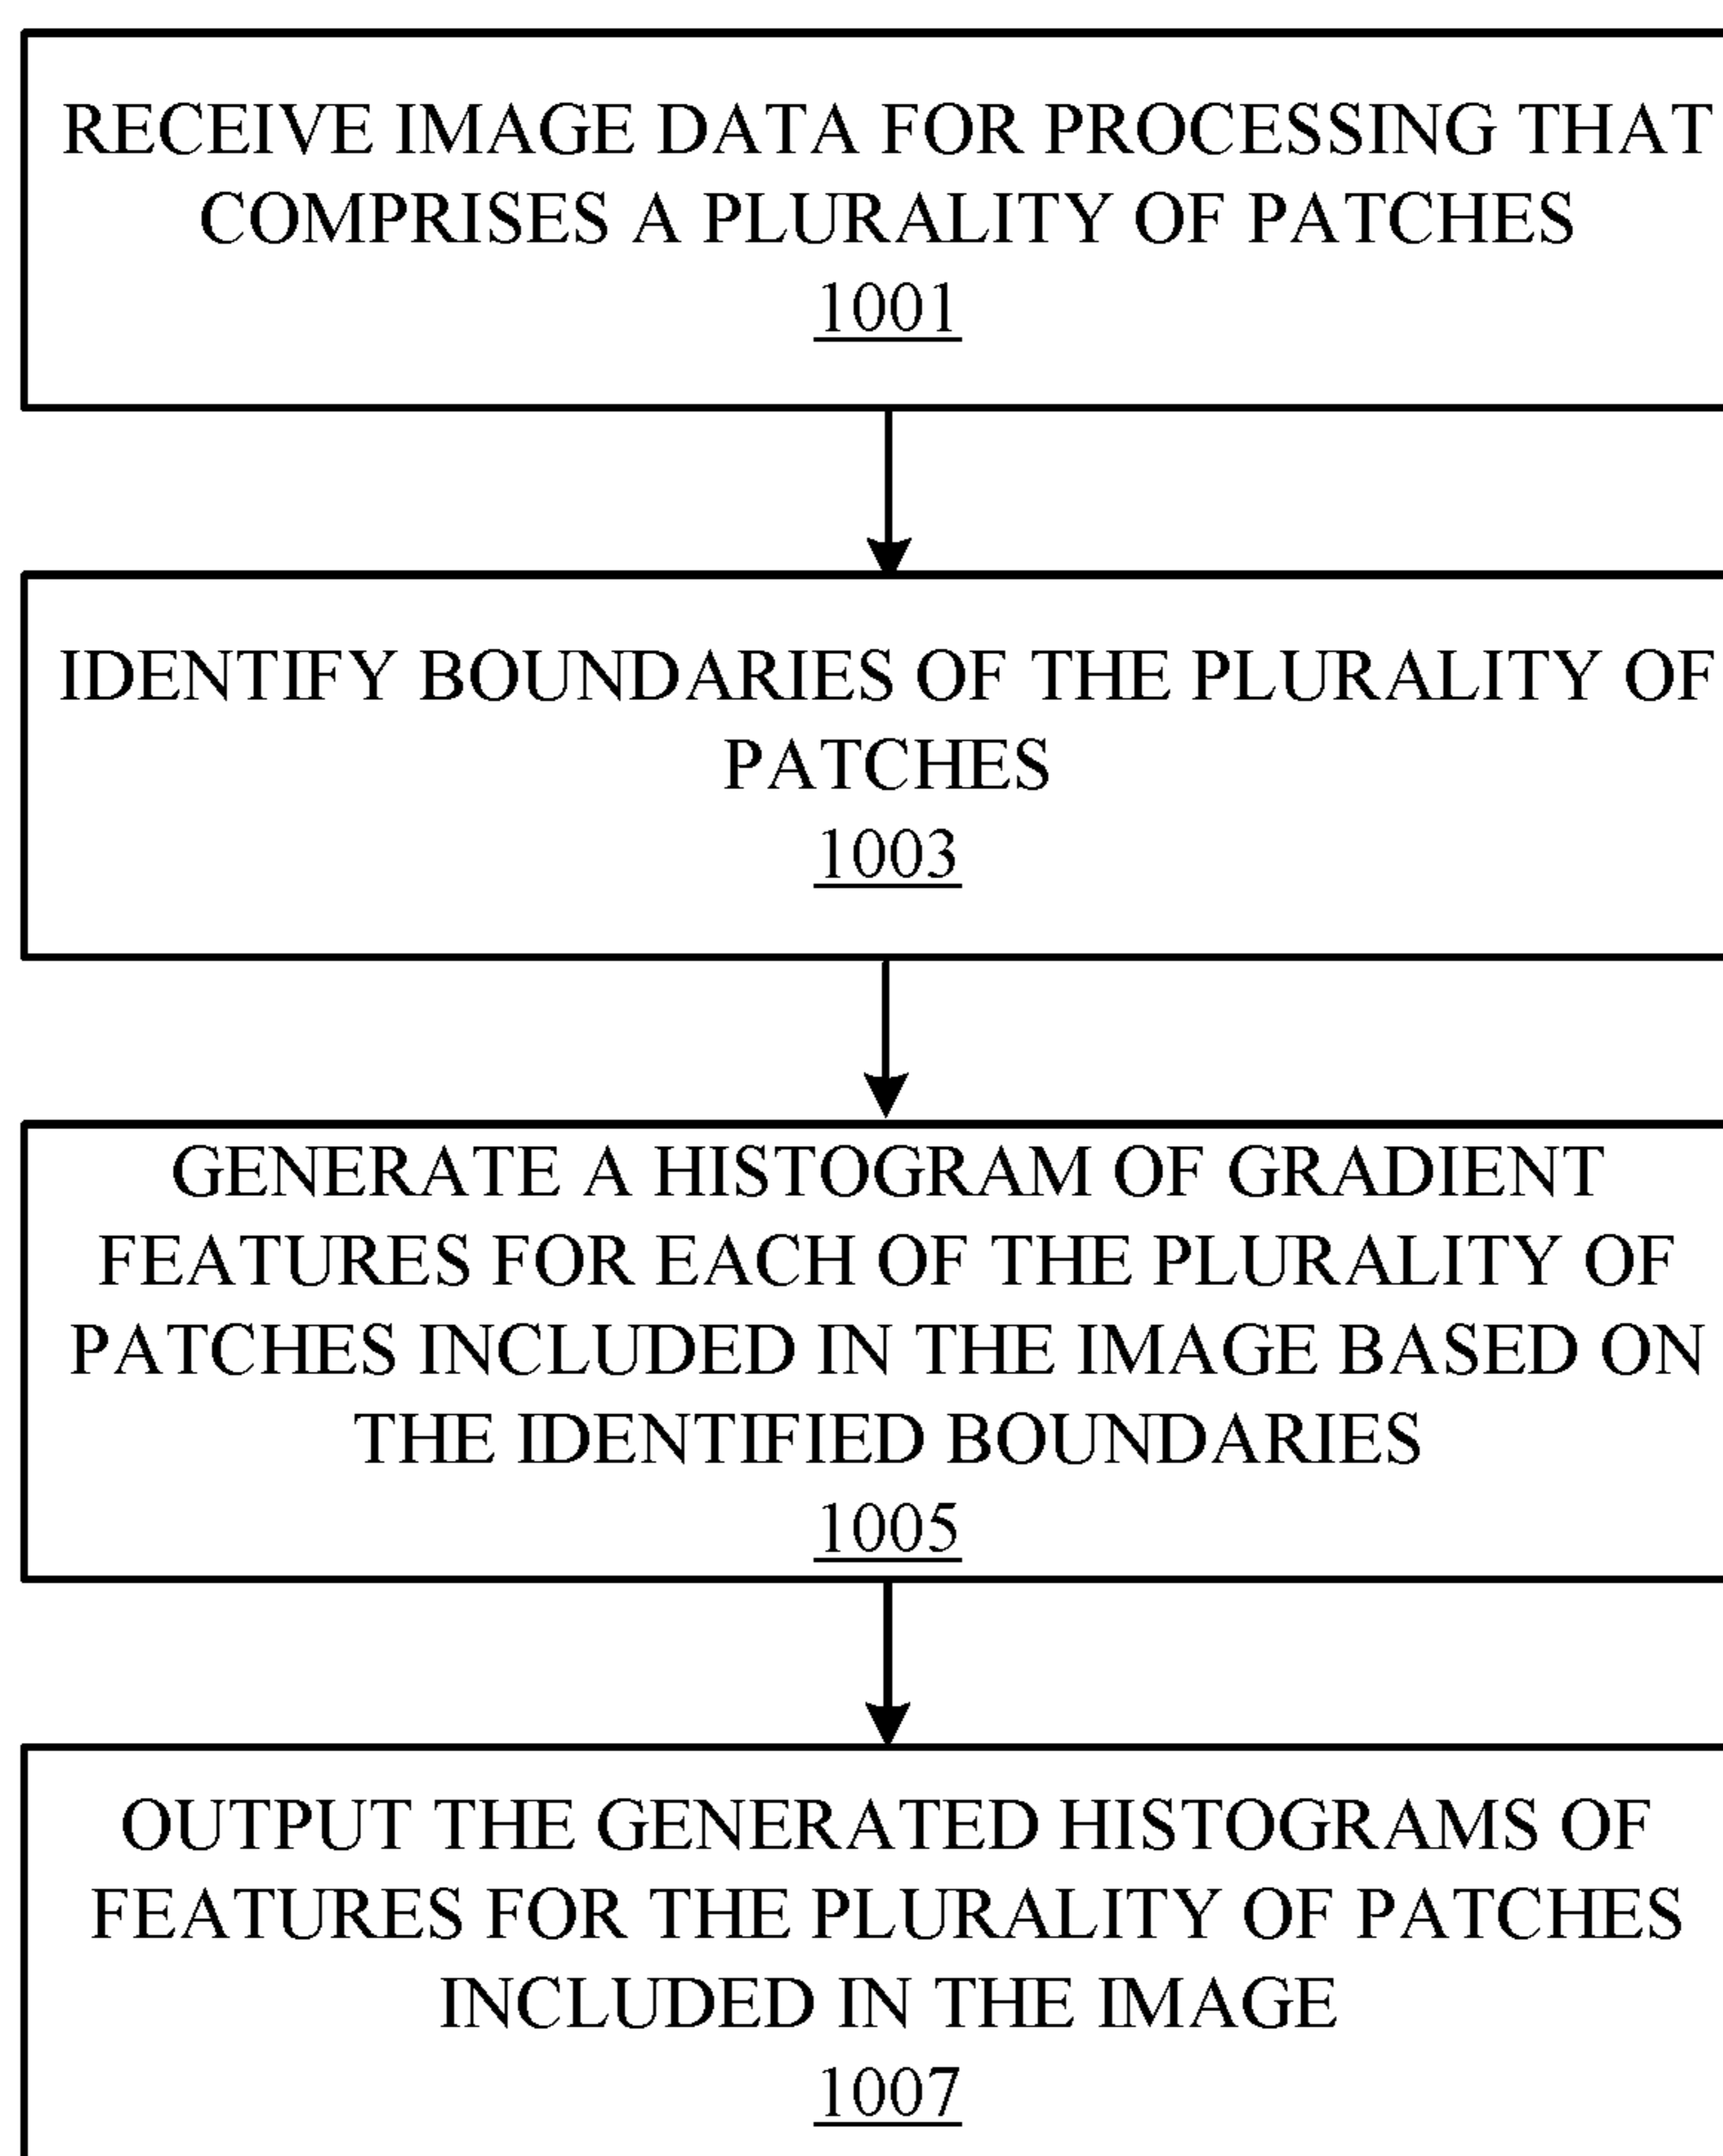 RECEIVE IMAGE DATA FOR PROCESSING THAT
COMPRISES A PLURALITY OF PATCHES
1001
IDENTIFY BOUNDARIES OF THE PLURALITY OF
PATCHES
1003
GENERATE A HISTOGRAM OF GRADIENT
FEATURES FOR EACH OF THE PLURALITY OF
PATCHES INCLUDED IN THE IMAGE BASED ON
THE IDENTIFIED BOUNDARIES
1005
OUTPUT THE GENERATED HISTOGRAMS OF
FEATURES FOR THE PLURALITY OF PATCHES
INCLUDED IN THE IMAGE
1007